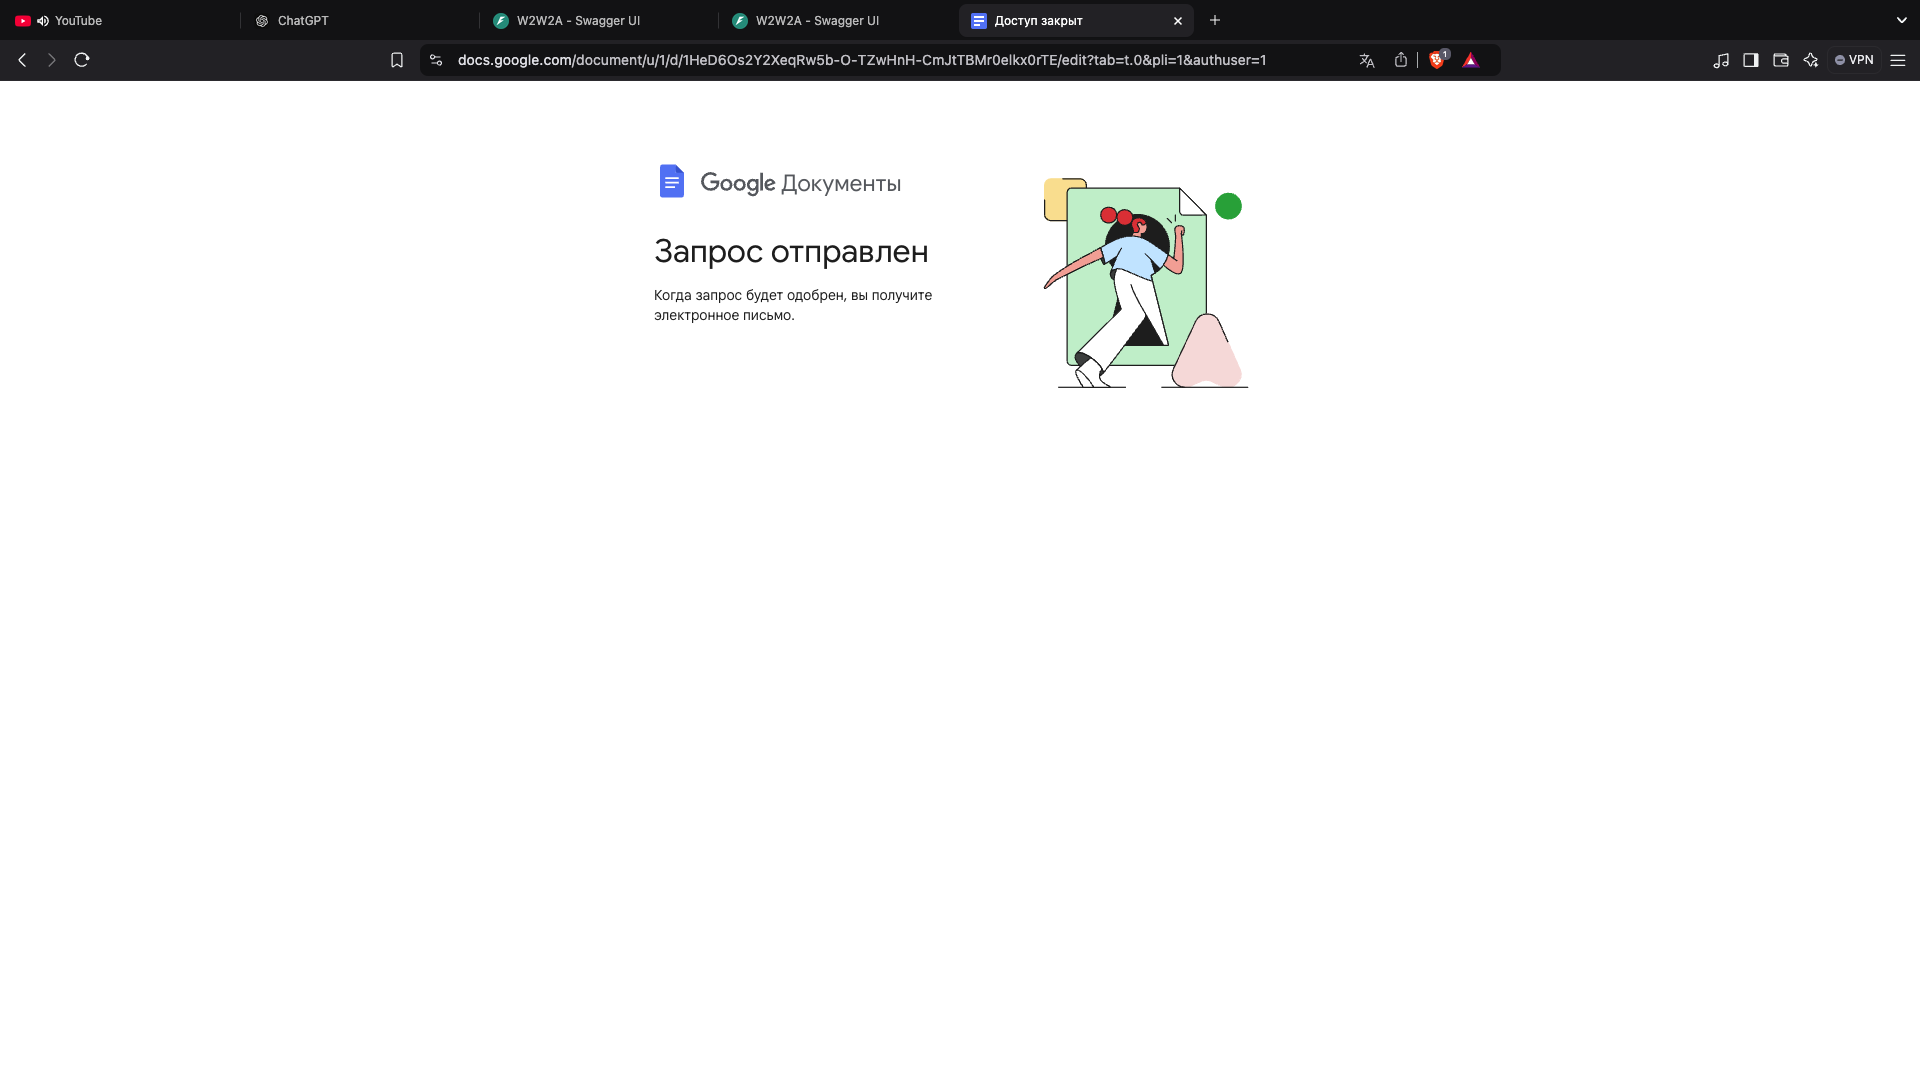 YouTube
ChatGPT
W2W2A - Swagger UI
W2W2A - Swagger UI
Доступ закрыт
docs.google.com/document/u/1/d/1HeD6Os2Y2XeqRw5b-O-TZwHnH-CmJtTBMr0elkx0rTE/edit?tab=t.0&pli=1&authuser=1
1
VPN
Google Документы
Запрос отправлен
Когда запрос будет одобрен, вы получите
электронное письмо.